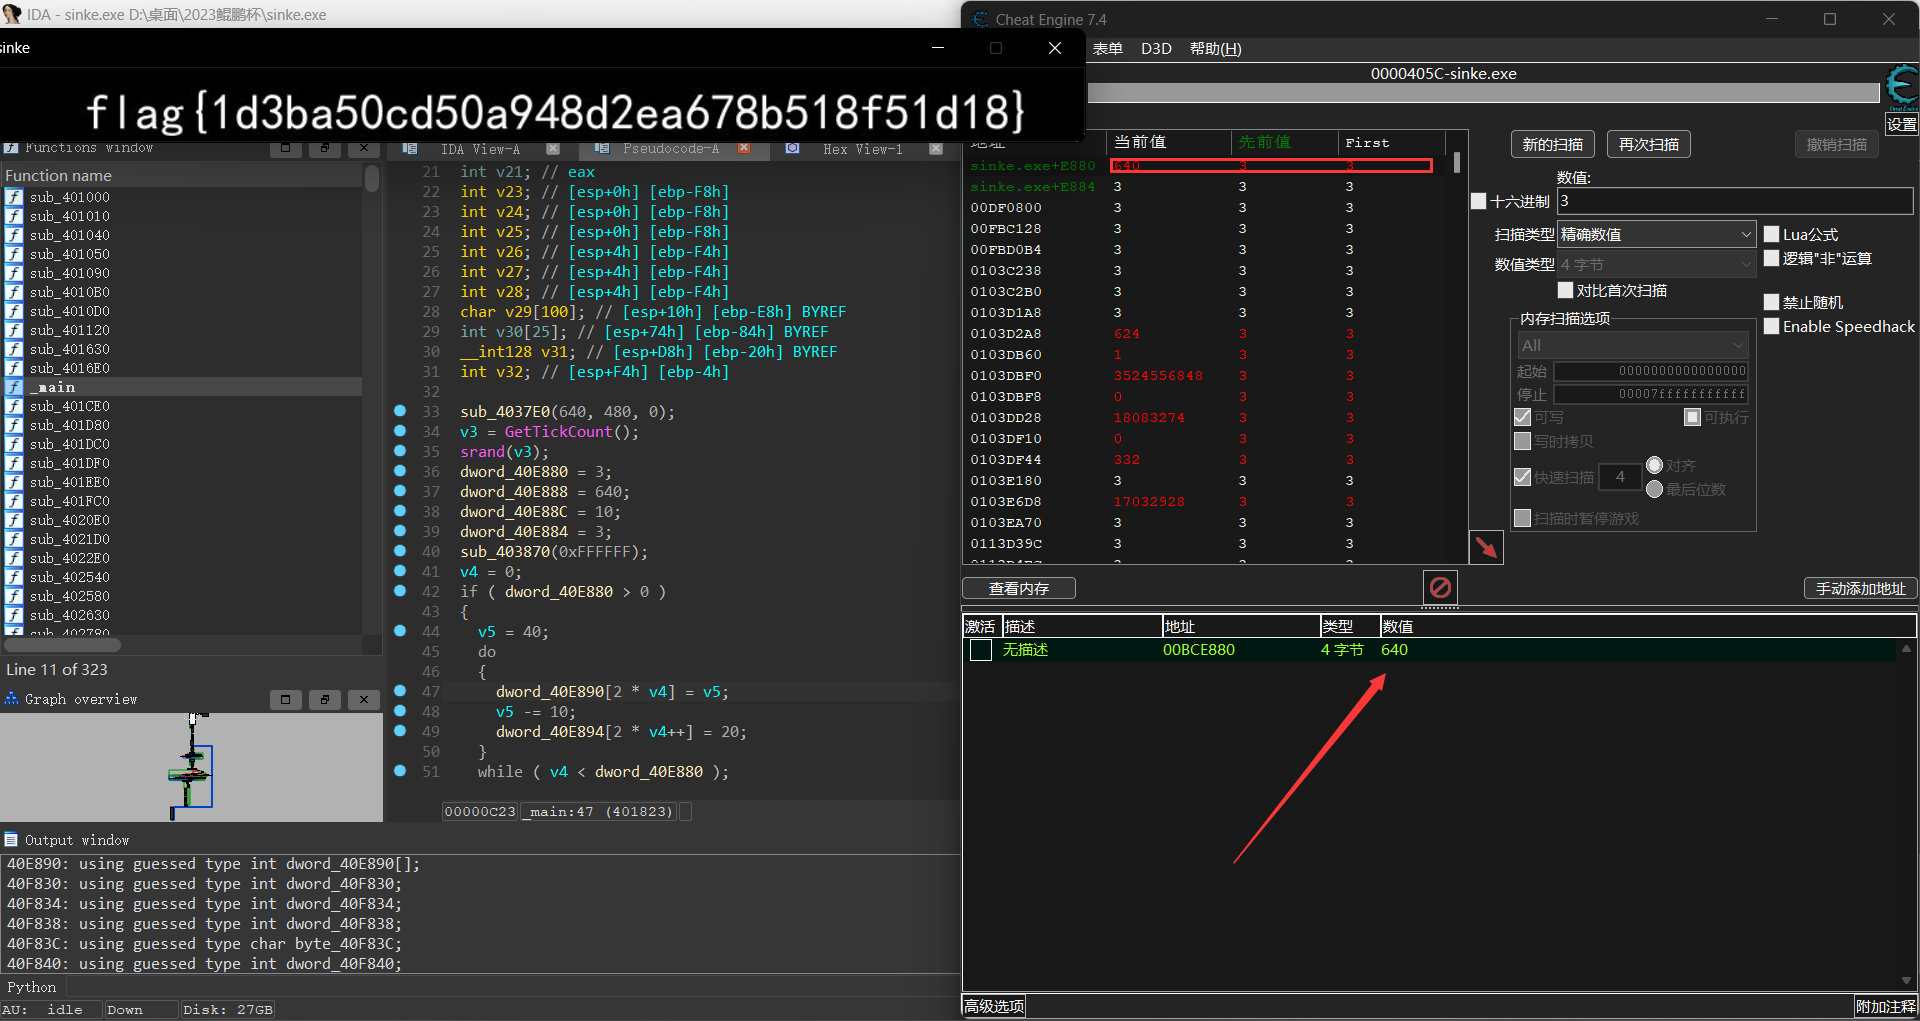 IDA - sinke.exe D:\桌面\2023鲲鹏杯\sinke.exe
sinke
flag{1d3ba50cd50a948d2ea678b518f51d18}
Functions window
IDA View-A
Pseudocode-A
Hex View-1
Function name
sub_401000
sub_401010
sub_401040
sub_401050
sub_401090
sub_4010B0
sub_4010D0
sub_401120
sub_401630
sub_4016E0
_main
sub_401CE0
sub_401D80
sub_401DC0
sub_401DF0
sub_401EE0
sub_401FC0
sub_4020E0
sub_4021D0
sub_4022E0
sub_402540
sub_402580
sub_402630
sub_402780
Line 11 of 323
Graph overview
21 int v21; // eax
22 int v23; // [esp+0h] [ebp-F8h]
23 int v24; // [esp+0h] [ebp-F8h]
24 int v25; // [esp+0h] [ebp-F8h]
25 int v26; // [esp+4h] [ebp-F4h]
26 int v27; // [esp+4h] [ebp-F4h]
27 int v28; // [esp+4h] [ebp-F4h]
28 char v29[100]; // [esp+10h] [ebp-E8h] BYREF
29 int v30[25]; // [esp+74h] [ebp-84h] BYREF
30 __int128 v31; // [esp+D8h] [ebp-20h] BYREF
31 int v32; // [esp+F4h] [ebp-4h]
32
33 sub_4037E0(640, 480, 0);
34 v3 = GetTickCount();
35 srand(v3);
36 dword_40E880 = 3;
37 dword_40E888 = 640;
38 dword_40E88C = 10;
39 dword_40E884 = 3;
40 sub_403870(0xFFFFFF);
41 v4 = 0;
42 if ( dword_40E880 > 0 )
43 {
44 v5 = 40;
45 do
46 {
47 dword_40E890[2 * v4] = v5;
48 v5 -= 10;
49 dword_40E894[2 * v4++] = 20;
50 }
51 while ( v4 < dword_40E880 );
00000C23 _main:47 (401823)
Output window
40E890: using guessed type int dword_40E890[];
40F830: using guessed type int dword_40F830;
40F834: using guessed type int dword_40F834;
40F838: using guessed type int dword_40F838;
40F83C: using guessed type char byte_40F83C;
40F840: using guessed type int dword_40F840;
Python
AU: idle Down Disk: 27GB
Cheat Engine 7.4
表单 D3D 帮助(H)
0000405C-sinke.exe
设置
地址 当前值 先前值 First
sinke.exe+E880 640 3 3
sinke.exe+E884 3 3 3
00DF0800 3 3 3
00FBC128 3 3 3
00FBD0B4 3 3 3
0103C238 3 3 3
0103C2B0 3 3 3
0103D1A8 3 3 3
0103D2A8 624 3 3
0103DB60 1 3 3
0103DBF0 3524556848 3 3
0103DBF8 0 3 3
0103DD28 18083274 3 3
0103DF10 0 3 3
0103DF44 332 3 3
0103E180 3 3 3
0103E6D8 17032928 3 3
0103EA70 3 3 3
0113D39C 3 3 3
新的扫描 再次扫描 撤销扫描
数值:
十六进制 3
扫描类型 精确数值
数值类型 4 字节
Lua公式
逻辑"非"运算
对比首次扫描
内存扫描选项
All
起始 0000000000000000
停止 00007fffffffffff
可写 可执行
写时拷贝
快速扫描 4 对齐
最后位数
扫描时暂停游戏
禁止随机
Enable Speedhack
查看内存
手动添加地址
激活 描述 地址 类型 数值
无描述 00BCE880 4 字节 640
高级选项
附加注释